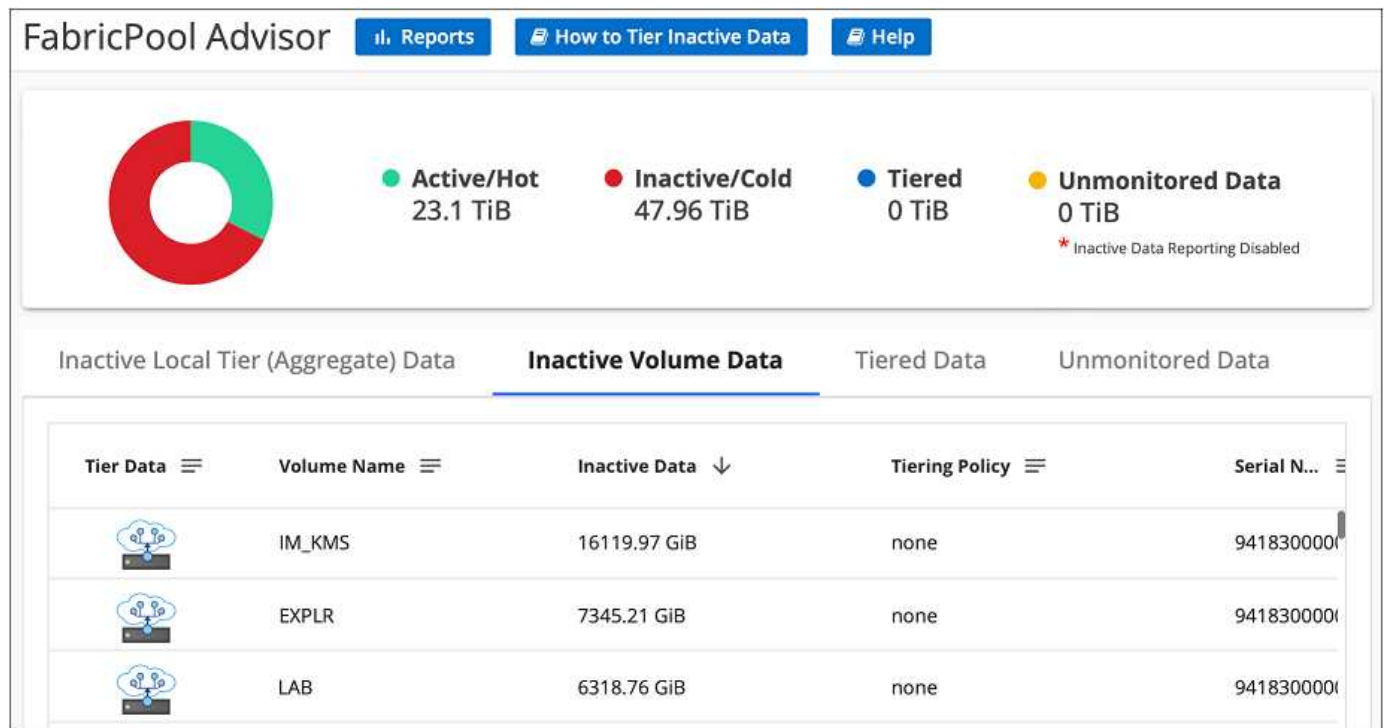 FabricPool Advisor Reports How to Tier Inactive Data Help
Active/Hot Inactive/Cold Tiered Unmonitored Data
23.1 TiB 47.96 TiB 0 TiB 0 TiB
* Inactive Data Reporting Disabled
Inactive Local Tier (Aggregate) Data Inactive Volume Data Tiered Data Unmonitored Data
Tier Data Volume Name Inactive Data Tiering Policy Serial N...
IM_KMS 16119.97 GiB none 9418300000
EXPLR 7345.21 GiB none 9418300000
LAB 6318.76 GiB none 9418300000